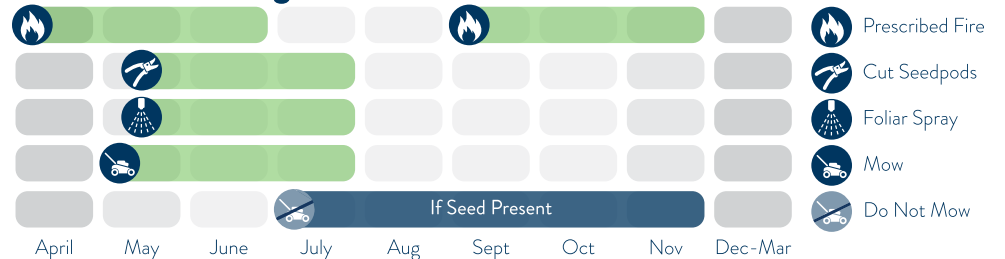 Prescribed Fire
Cut Seedpods
Foliar Spray
Mow
If Seed Present
Do Not Mow
April May June July Aug Sept Oct Nov Dec-Mar